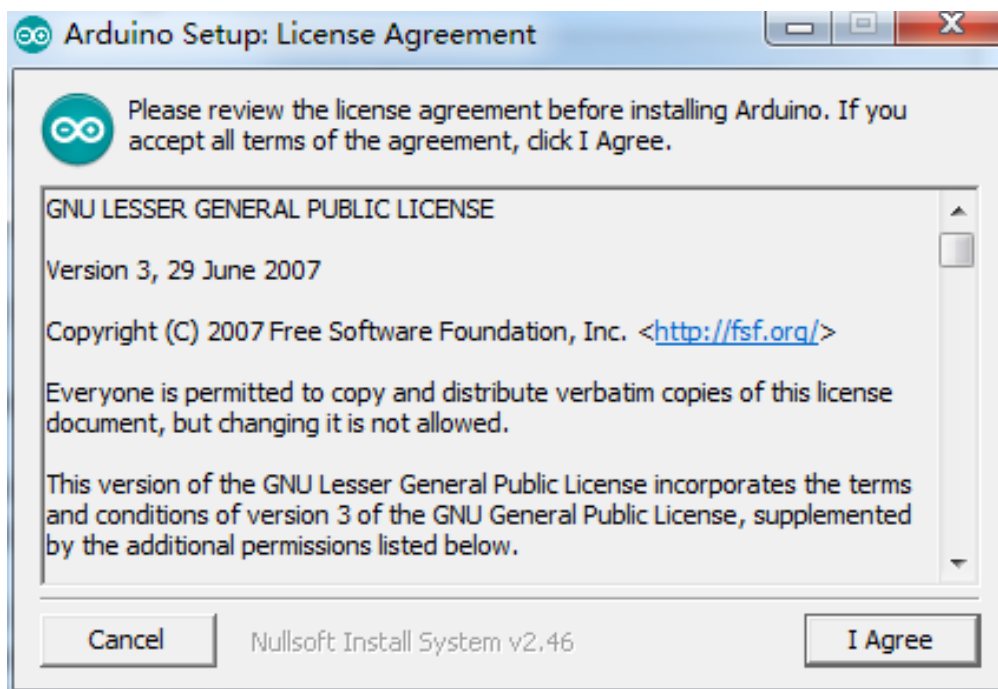 Arduino Setup: License Agreement
Please review the license agreement before installing Arduino. If you
accept all terms of the agreement, click I Agree.
GNU LESSER GENERAL PUBLIC LICENSE
Version 3, 29 June 2007
Copyright (C) 2007 Free Software Foundation, Inc. <http://fsf.org/>
Everyone is permitted to copy and distribute verbatim copies of this license
document, but changing it is not allowed.
This version of the GNU Lesser General Public License incorporates the terms
and conditions of version 3 of the GNU General Public License, supplemented
by the additional permissions listed below.
Cancel Nullsoft Install System v2.46 I Agree